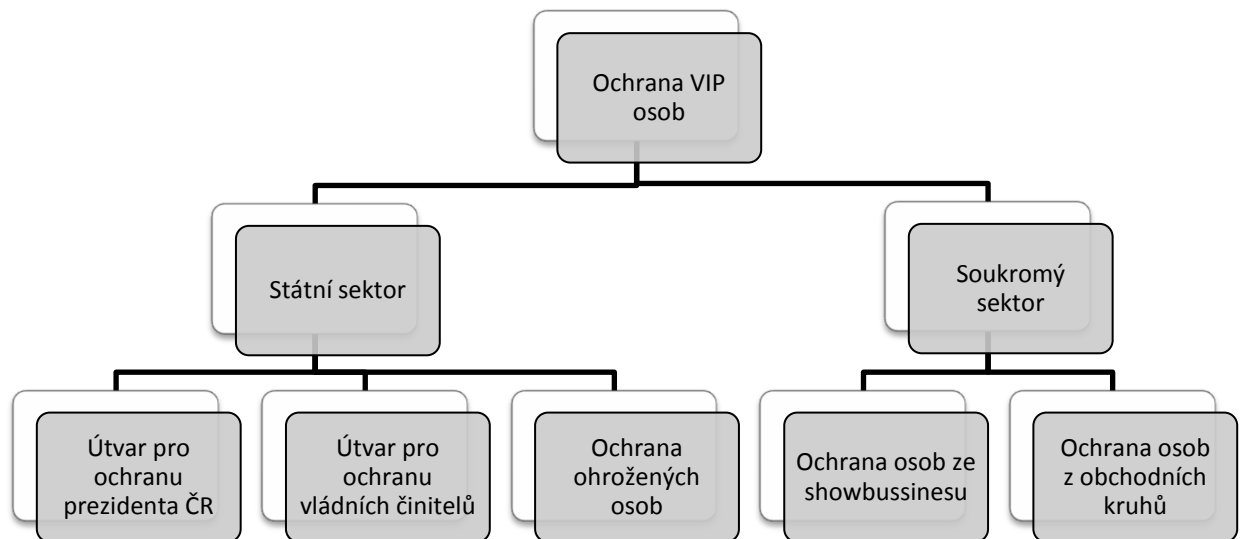 Ochrana VIP
osob
Státní sektor
Soukromý
sektor
Útvar pro
ochranu
prezidenta ČR
Útvar pro
ochranu
vládních činitelů
Ochrana
ohrožených
osob
Ochrana osob ze
showbussinesu
Ochrana osob
z obchodních
kruhů